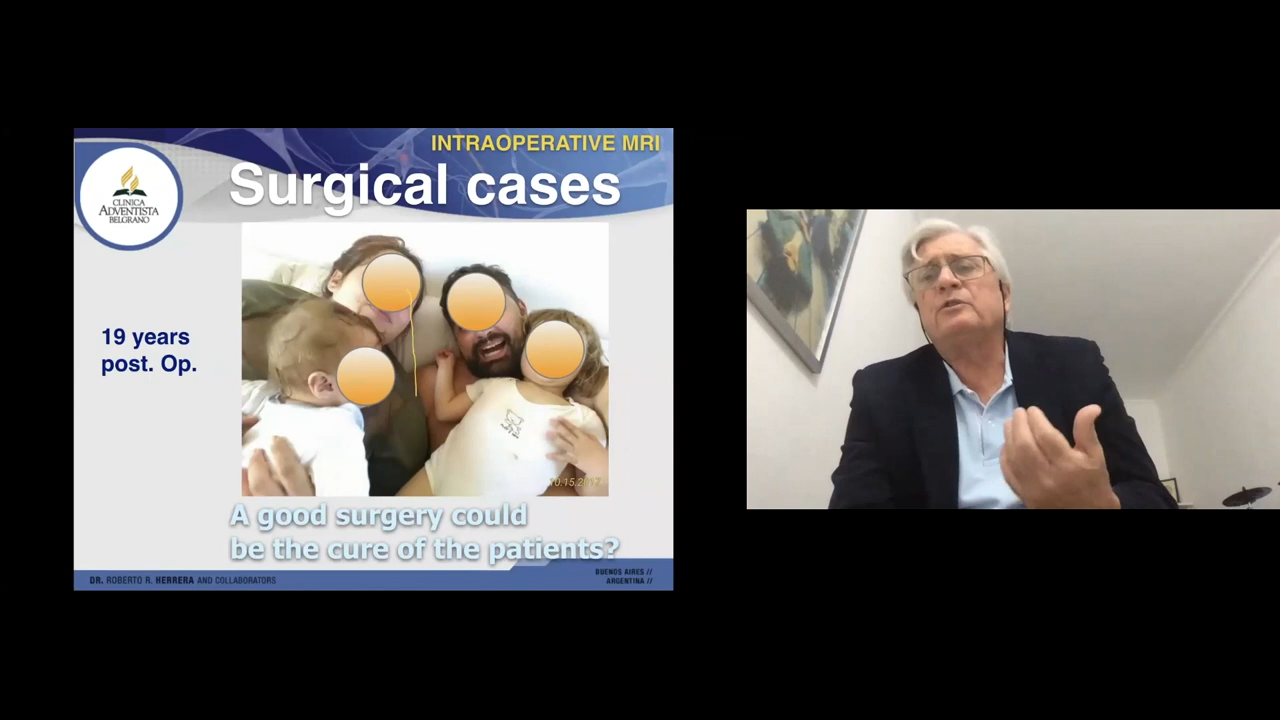 INTRAOPERATIVE MRI
Surgical cases
CLINICA
ADVENTISTA
BELGRANO
19 years
post. Op.
A good surgery could
be the cure of the patients?
DR. ROBERTO R. HERRERA AND COLLABORATORS
BUENOS AIRES //
ARGENTINA //